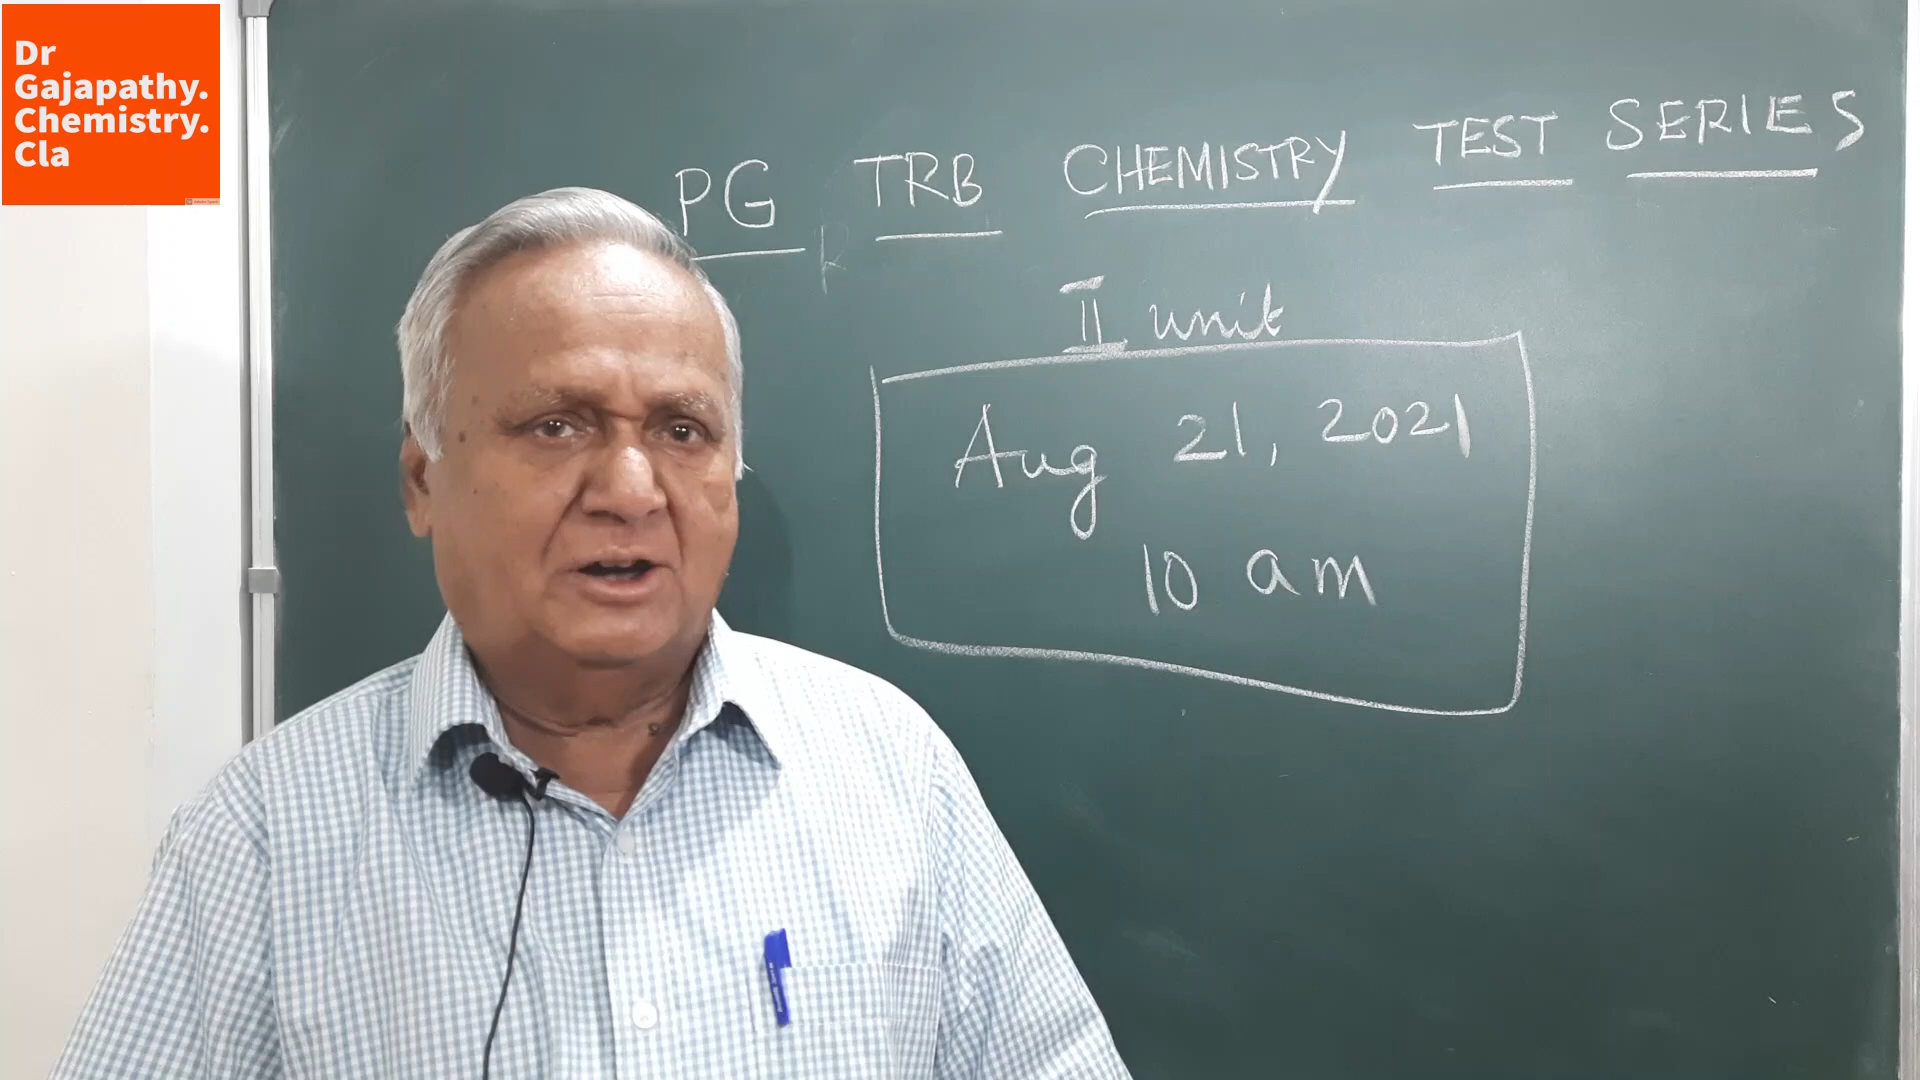 Dr
Gajapathy.
Chemistry.
Cla
PG TRB CHEMISTRY TEST SERIES
II unit
Aug 21, 2021
10 am